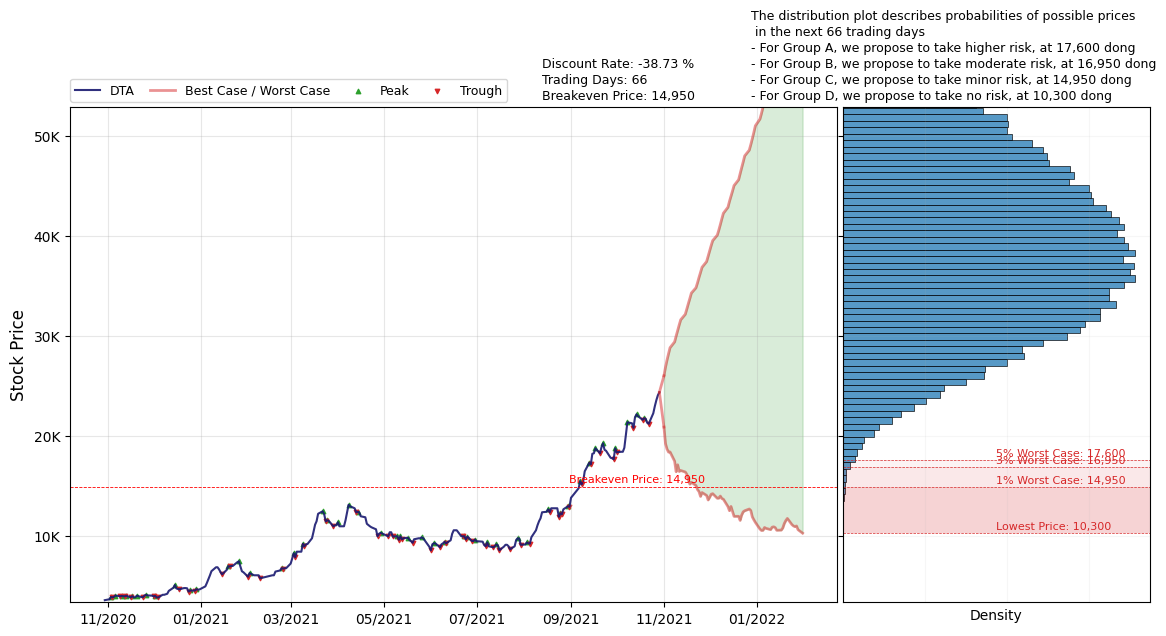 The distribution plot describes probabilities of possible prices
in the next 66 trading days
- For Group A, we propose to take higher risk, at 17,600 dong
- For Group B, we propose to take moderate risk, at 16,950 dong
- For Group C, we propose to take minor risk, at 14,950 dong
- For Group D, we propose to take no risk, at 10,300 dong
Discount Rate: -38.73 %
Trading Days: 66
Breakeven Price: 14,950
DTA Best Case / Worst Case Peak Trough
Stock Price
50K
40K
30K
20K
10K
Breakeven Price: 14,950
5% Worst Case: 17,600
3% Worst Case: 16,950
1% Worst Case: 14,950
Lowest Price: 10,300
11/2020 01/2021 03/2021 05/2021 07/2021 09/2021 11/2021 01/2022
Density